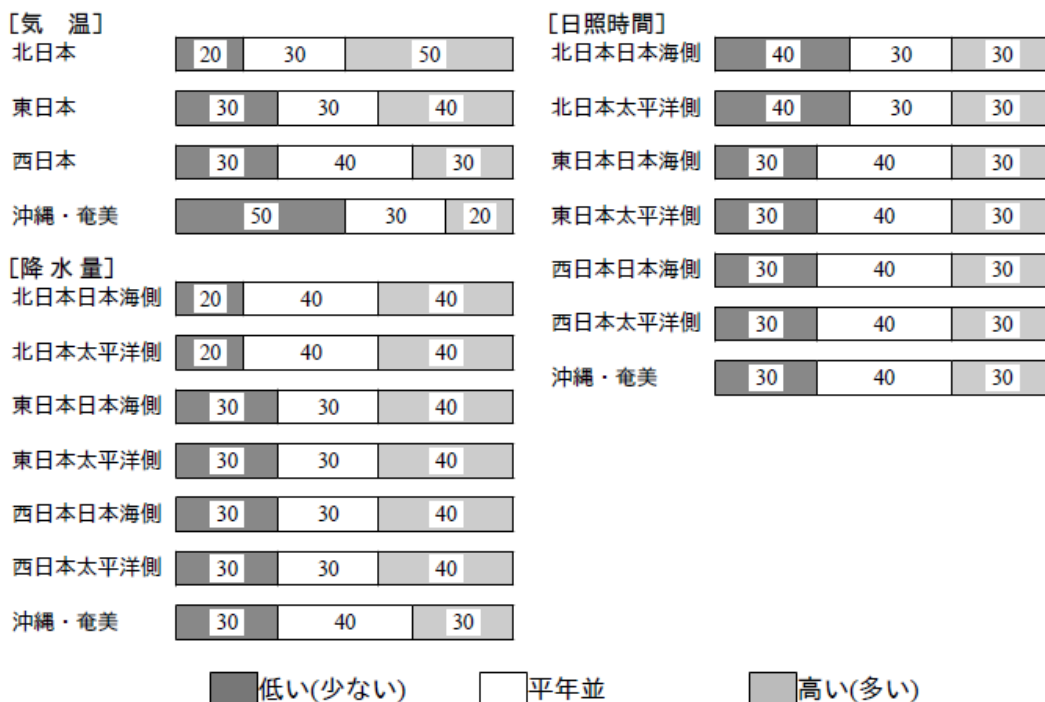 [気 温]
北日本 20 30 50
東日本 30 30 40
西日本 30 40 30
沖縄・奄美 50 30 20
[降 水 量]
北日本日本海側 20 40 40
北日本太平洋側 20 40 40
東日本日本海側 30 30 40
東日本太平洋側 30 30 40
西日本日本海側 30 30 40
西日本太平洋側 30 30 40
沖縄・奄美 30 40 30
[日照時間]
北日本日本海側 40 30 30
北日本太平洋側 40 30 30
東日本日本海側 30 40 30
東日本太平洋側 30 40 30
西日本日本海側 30 40 30
西日本太平洋側 30 40 30
沖縄・奄美 30 40 30
低い(少ない) 平年並 高い(多い)